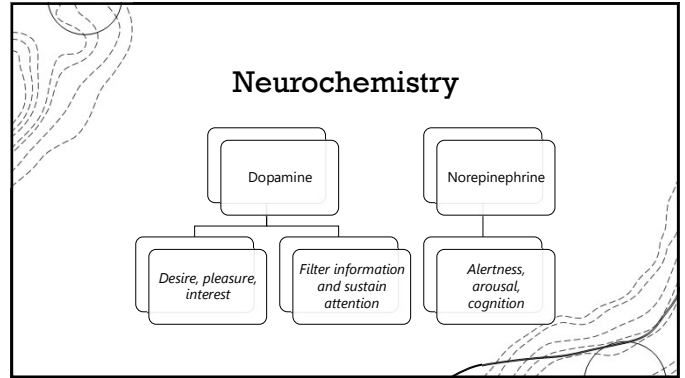 Neurochemistry
Dopamine
Norepinephrine
Desire, pleasure,
interest
Filter information
and sustain
attention
Alertness,
arousal,
cognition